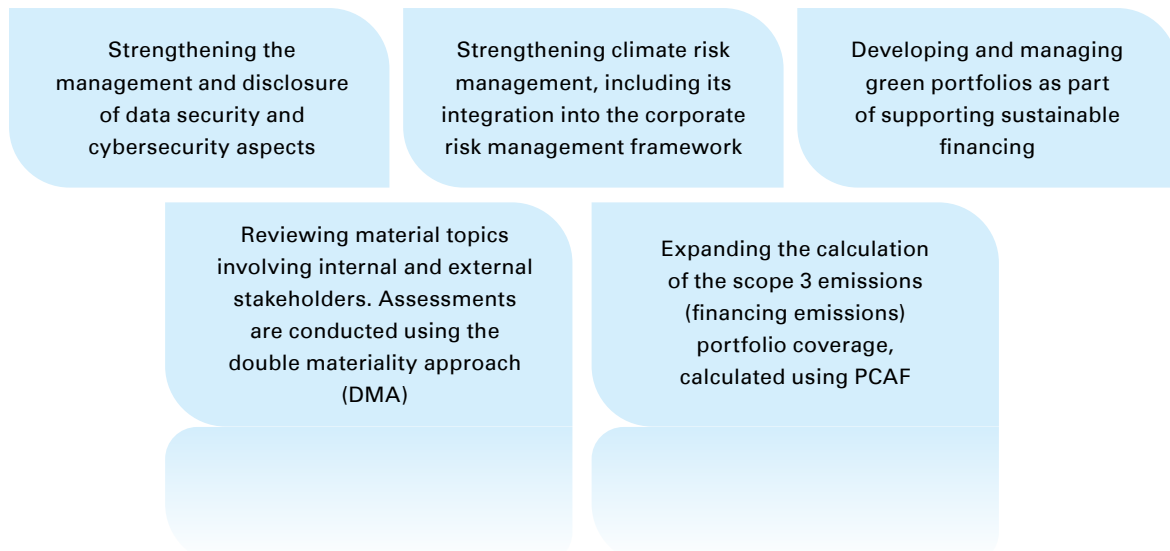 Strengthening the
management and disclosure
of data security and
cybersecurity aspects
Strengthening climate risk
management, including its
integration into the corporate
risk management framework
Developing and managing
green portfolios as part
of supporting sustainable
financing
Reviewing material topics
involving internal and external
stakeholders. Assessments
are conducted using the
double materiality approach
(DMA)
Expanding the calculation
of the scope 3 emissions
(financing emissions)
portfolio coverage,
calculated using PCAF